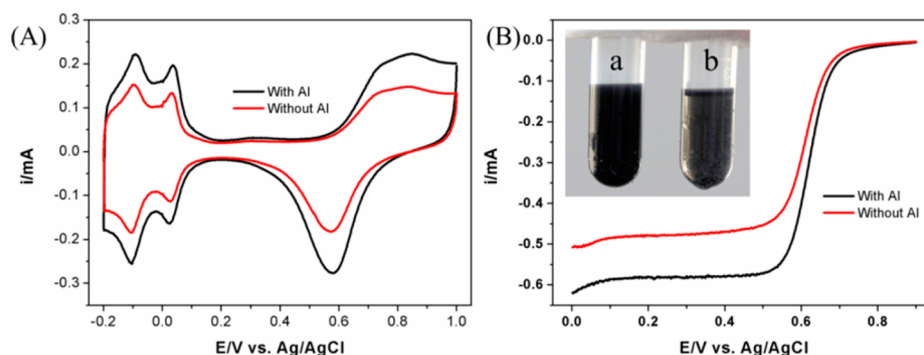 (A)
0.3
0.2
0.1
0.0
0.1
-0.2
-0.3
i/mA
With Al
Without Al
-0.2 0.0 0.2 0.4 0.6 0.8 1.0
E/V vs. Ag/AgCl
(B)
0.0
-0.1
-0.2
-0.3
-0.4
-0.5
-0.6
i/mA
a b
With Al
Without Al
0.0 0.2 0.4 0.6 0.8
E/V vs. Ag/AgCl